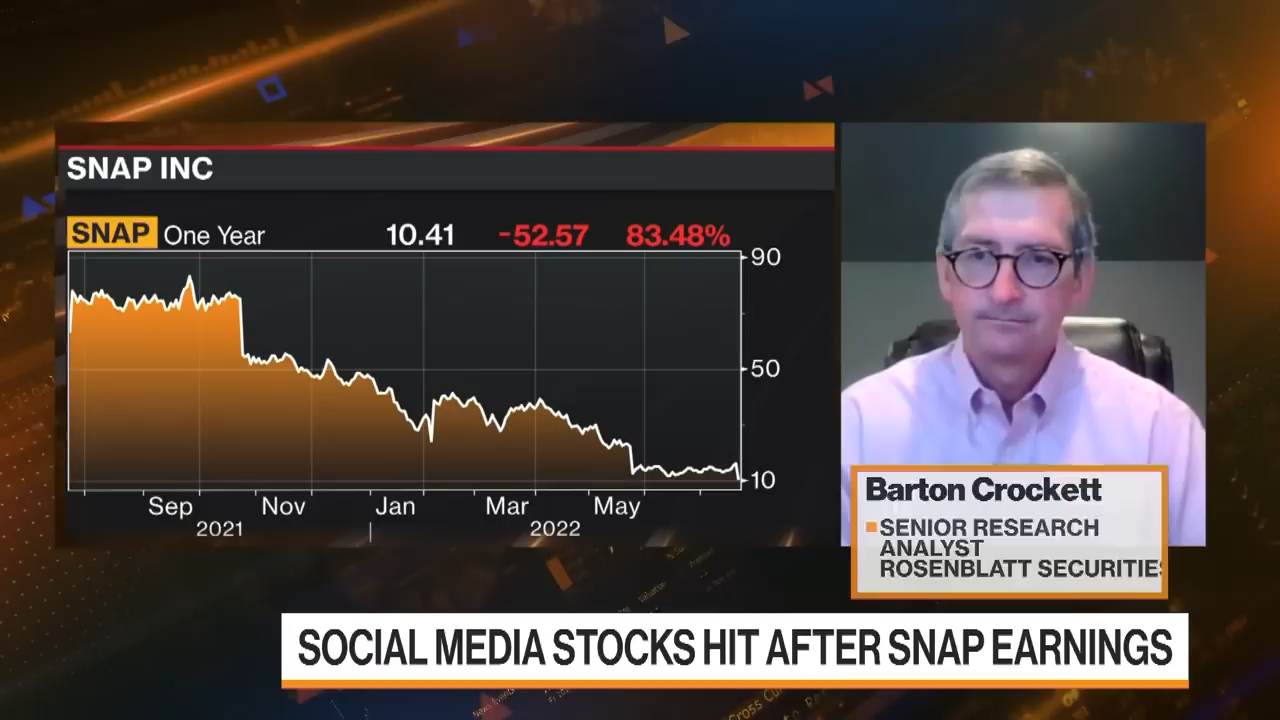 SNAP INC
SNAP One Year 10.41 -52.57 83.48%
90
50
10
Sep Nov Jan Mar May
2021 2022
Barton Crockett
SENIOR RESEARCH
ANALYST
ROSENBLATT SECURITIES
SOCIAL MEDIA STOCKS HIT AFTER SNAP EARNINGS